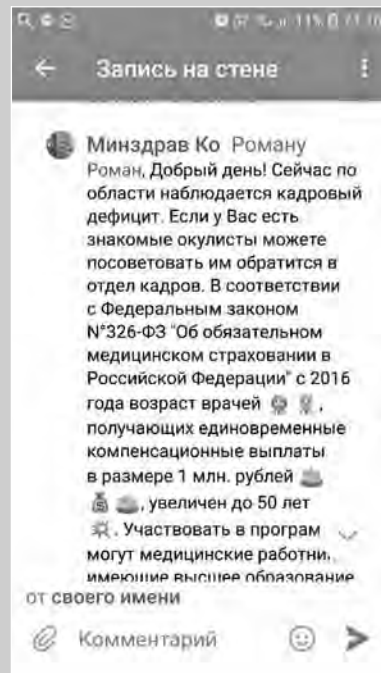 Запись на стене
Минздрав Ко Роману
Роман, Добрый день! Сейчас по
области наблюдается кадровый
дефицит. Если у Вас есть
знакомые окулисты можете
посоветовать им обратится в
отдел кадров. В соответствии
с Федеральным законом
N°326-ФЗ "Об обязательном
медицинском страховании в
Российской Федерации" с 2016
года возраст врачей ,
получающих единовременные
компенсационные выплаты
в размере 1 млн. рублей
, увеличен до 50 лет
. Участвовать в програм
могут медицинские работни.
имеющие высшее образование
от своего имени
Комментарий